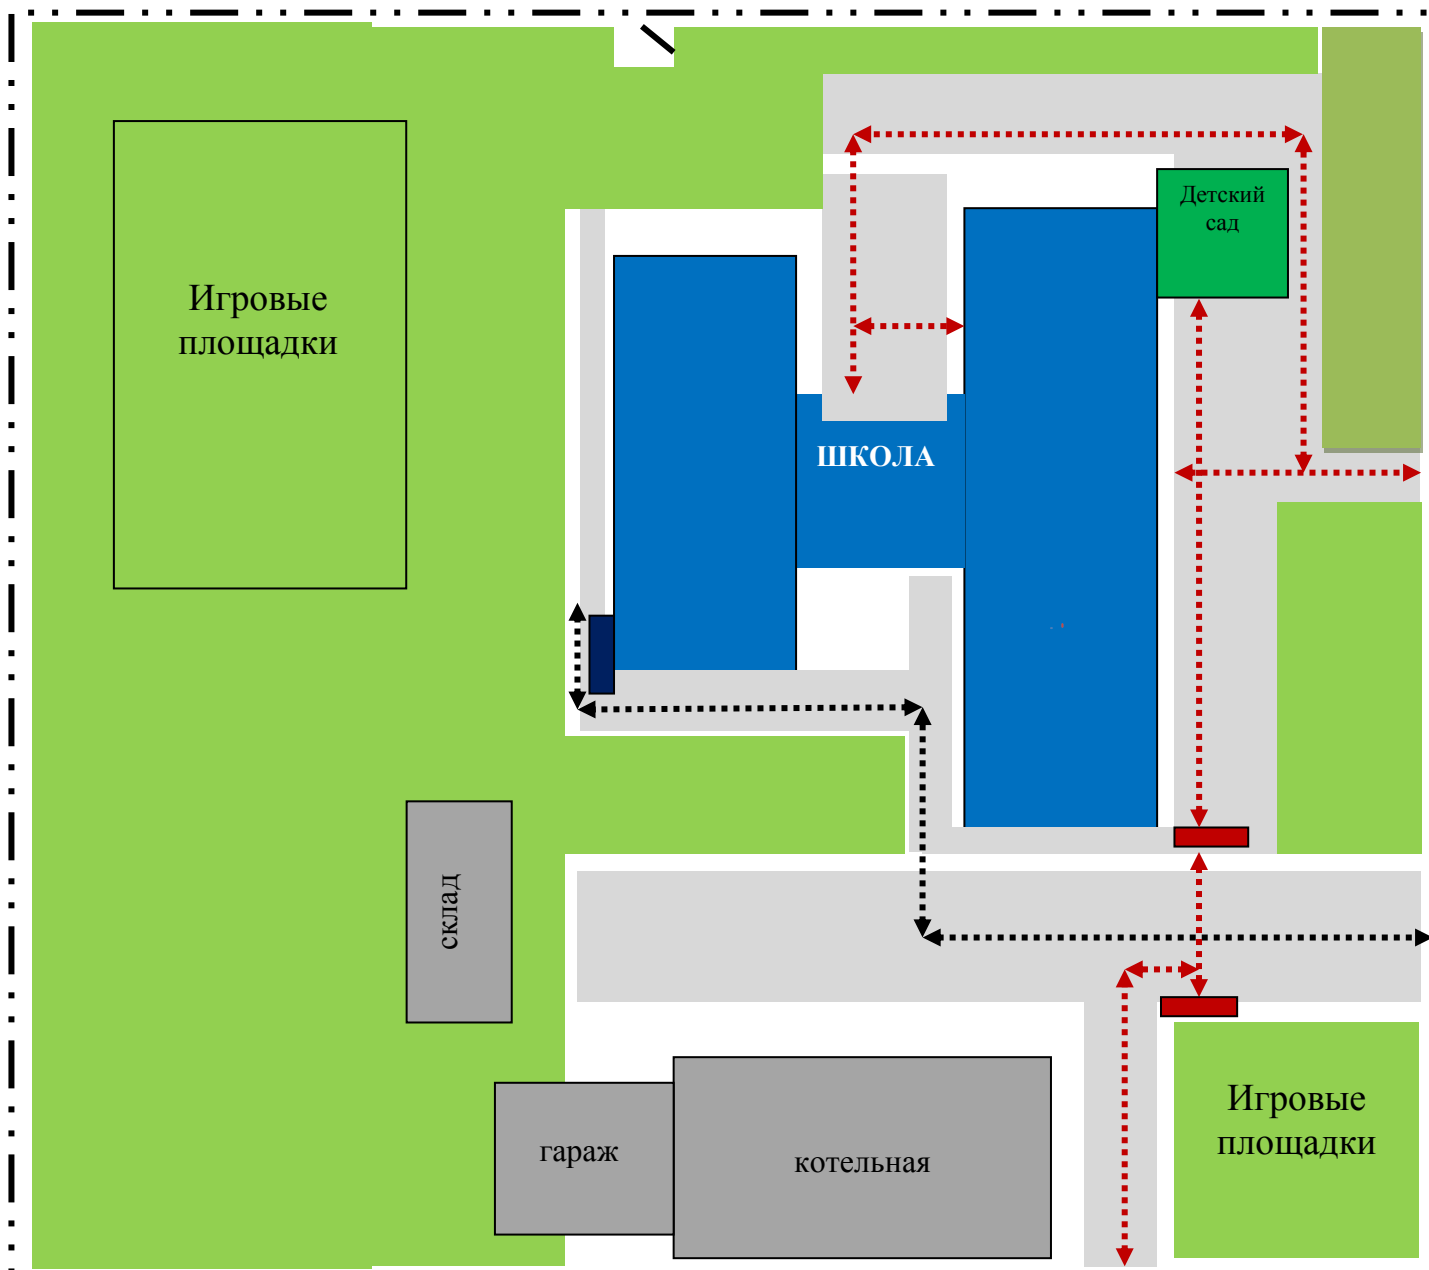 Детский
сад
Игровые
площадки
ШКОЛА
склад
гараж
котельная
Игровые
площадки